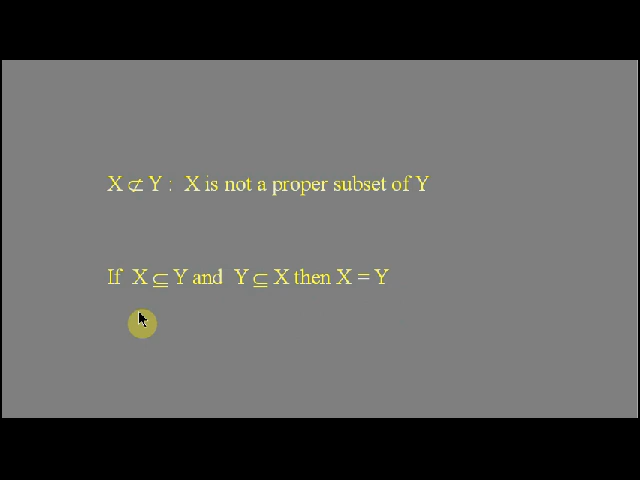 X ⊄ Y : X is not a proper subset of Y
If X ⊆ Y and Y ⊆ X then X = Y